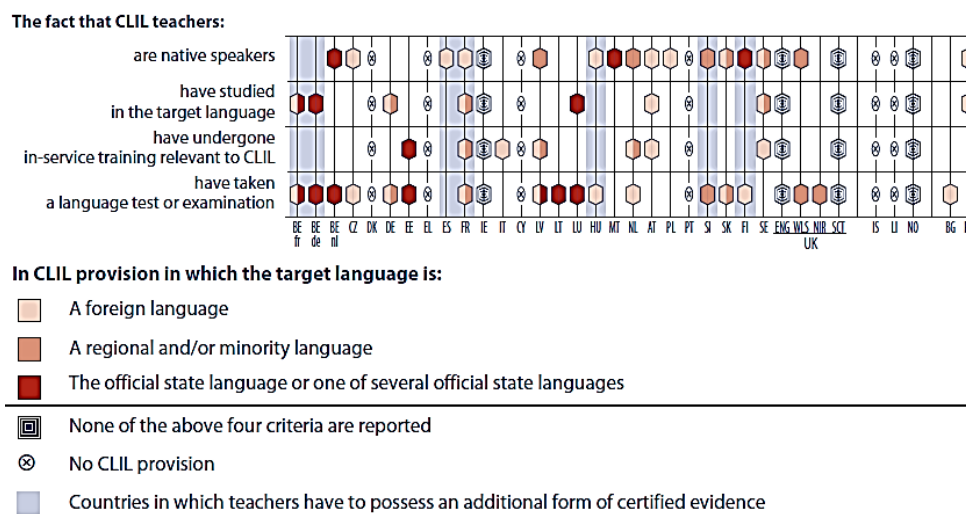 The fact that CLIL teachers:
are native speakers
have studied
in the target language
have undergone
in-service training relevant to CLIL
have taken
a language test or examination
BE BE BE CZ DK DE EE EL ES FR IE IT CY LV LT LU HU MT NL AT PL PT SI SK FI SE ENG WLS NIR SCT IS LI NO BG
fr de nl UK
In CLIL provision in which the target language is:
A foreign language
A regional and/or minority language
The official state language or one of several official state languages
None of the above four criteria are reported
No CLIL provision
Countries in which teachers have to possess an additional form of certified evidence